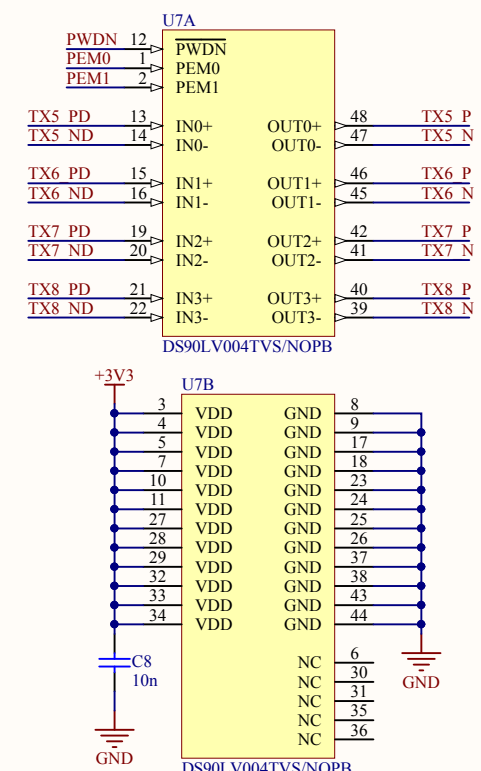 U7A
PWDN 12 PWDN
PEM0 1 PEM0
PEM1 2 PEM1
TX5_PD 13 IN0+ OUT0+ 48 TX5_P
TX5_ND 14 IN0- OUT0- 47 TX5_N
TX6_PD 15 IN1+ OUT1+ 46 TX6_P
TX6_ND 16 IN1- OUT1- 45 TX6_N
TX7_PD 19 IN2+ OUT2+ 42 TX7_P
TX7_ND 20 IN2- OUT2- 41 TX7_N
TX8_PD 21 IN3+ OUT3+ 40 TX8_P
TX8_ND 22 IN3- OUT3- 39 TX8_N
DS90LV004TVS/NOPB
+3V3
U7B
3 VDD GND 8
4 VDD GND 9
5 VDD GND 17
7 VDD GND 18
10 VDD GND 23
11 VDD GND 24
27 VDD GND 25
28 VDD GND 26
29 VDD GND 37
32 VDD GND 38
33 VDD GND 43
34 VDD GND 44
C8
10n
NC 6
NC 30
NC 31
NC 35
NC 36
GND
GND
DS90LV004TVS/NOPB